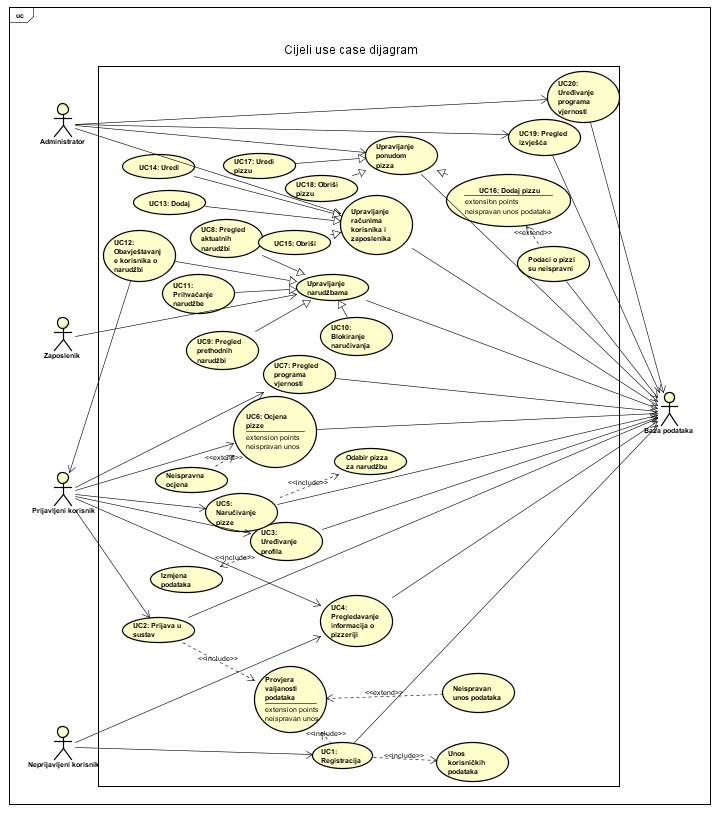 uc
Cijeli use case dijagram
UC20:
Uređivanje
programa
vjernosti
Administrator
UC19: Pregled
izvješća
Upravljanje
ponudom
pizza
UC14: Uredi
UC17: Uredi
pizzu
UC18: Obriši
pizzu
UC16: Dodaj pizzu
extension points
neispravan unos podataka
UC13: Dodaj
Upravljanje
računima
korisnika i
zaposlenika
UC8: Pregled
aktualnih
narudžbi
UC15: Obriši
<<extend>>
UC12:
Obavještavanj
e korisnika o
narudžbi
Podaci o pizzi
su neispravni
UC11:
Prihvaćanje
narudžbe
Upravljanje
narudžbama
UC10:
Blokiranje
naručivanja
Zaposlenik
UC9: Pregled
prethodnih
narudžbi
UC7: Pregled
programa
vjernosti
UC6: Ocjena
pizze
extension points
neispravan unos
Baza podataka
<<extend>>
Odabir pizza
za narudžbu
Neispravna
ocjena
<<include>>
Prijavljeni korisnik
UC5:
Naručivanje
pizze
UC3:
Uređivanje
profila
<<include>>
Izmjena
podataka
UC4:
Pregledavanje
informacija o
pizzeriji
UC2: Prijava u
sustav
<<include>>
Provjera
valjanosti
podataka
extension points
neispravan unos
<<extend>>
Neispravan
unos podataka
<<include>>
UC1:
Registracija
<<include>>
Unos
korisničkih
podataka
Neprijavljeni korisnik